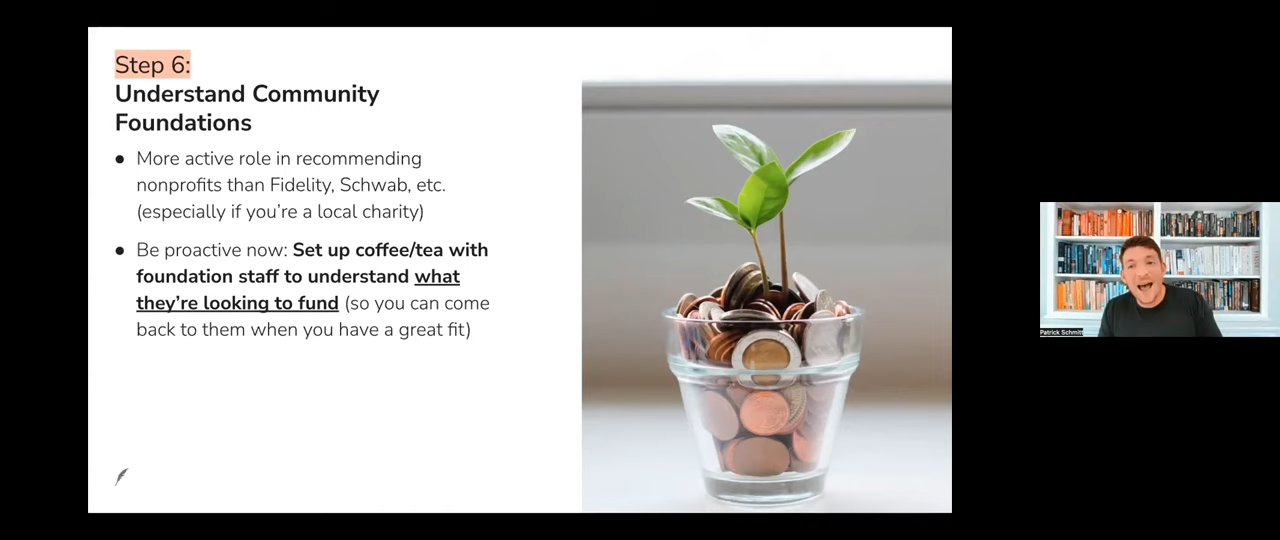 Step 6:
Understand Community
Foundations
● More active role in recommending
nonprofits than Fidelity, Schwab, etc.
(especially if you're a local charity)
● Be proactive now: Set up coffee/tea with
foundation staff to understand what
they're looking to fund (so you can come
back to them when you have a great fit)
Patrick Schmitt